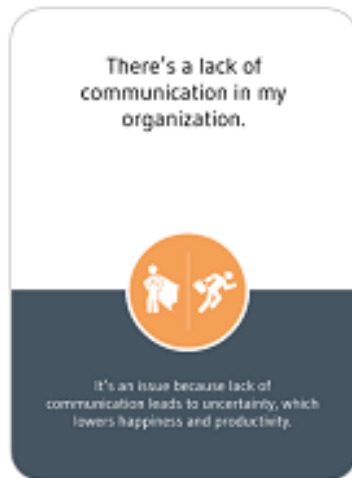 There's a lack of
communication in my
organization.
It's an issue because lack of
communication leads to uncertainty, which
lowers happiness and productivity.